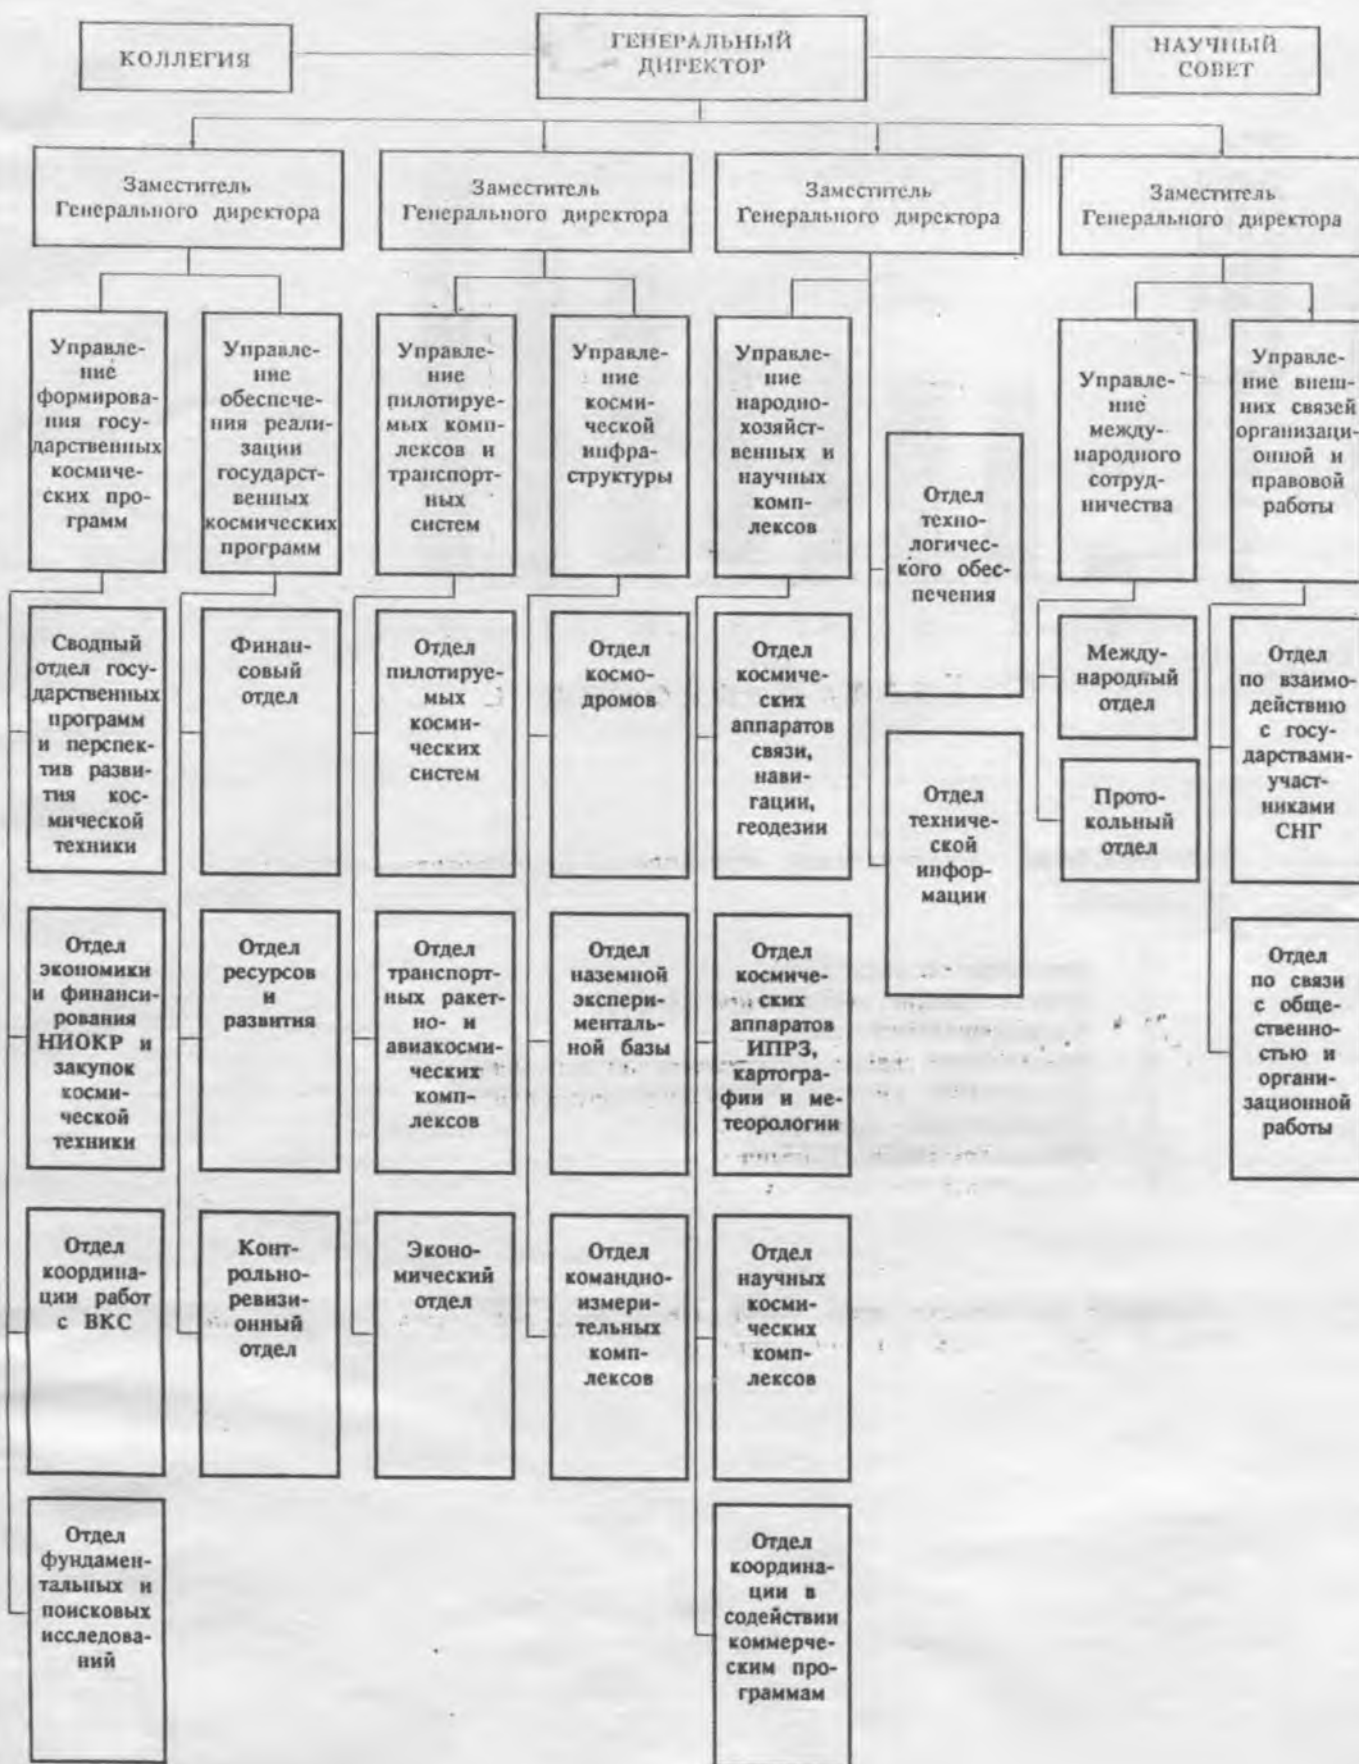 КОЛЛЕГИЯ
ГЕНЕРАЛЬНЫЙ
ДИРЕКТОР
НАУЧНЫЙ
СОВЕТ
Заместитель
Генерального директора
Заместитель
Генерального директора
Заместитель
Генерального директора
Заместитель
Генерального директора
Управле-
ние
формирова-
ния госу-
дарственных
космиче-
ских про-
грамм
Управле-
ние
обеспече-
ния реали-
зации
государст-
венных
космических
программ
Управле-
ние
пилотируе-
мых комп-
лексов и
транспорт-
ных
систем
Управле-
ние
косми-
ческой
инфра-
структуры
Управле-
ние
народно-
хозяйст-
венных и
научных
комп-
лексов
Отдел
техно-
логичес-
кого обес-
печения
Управле-
ние
между-
народного
сотруд-
ничества
Управле-
ние внеш-
них связей
организаци-
онной и
правовой
работы
Сводный
отдел госу-
дарственных
программ
и перспек-
тив разви-
тия кос-
мической
техники
Финан-
совый
отдел
Отдел
пилотируе-
мых
косми-
ческих
систем
Отдел
космо-
дромов
Отдел
космиче-
ских
аппаратов
связи,
нави-
гации,
геодезии
Отдел
техниче-
ской
инфор-
мации
Между-
народный
отдел
Прото-
кольный
отдел
Отдел
по взаимо-
действию
с госу-
дарствами-
участ-
никами
СНГ
Отдел
экономики
и финанси-
рования
НИОКР и
закупок
косми-
ческой
техники
Отдел
ресурсов
и
развития
Отдел
транспорт-
ных ракет-
но- и
авиакосми-
ческих
комп-
лексов
Отдел
наземной
экспери-
менталь-
ной базы
Отдел
космиче-
ских
аппаратов
ИПРЗ,
картогра-
фии и ме-
теорологии
Отдел
по связи
с обще-
ственно-
стью и
органи-
зационной
работы
Отдел
координа-
ции работ
с ВКС
Конт-
рольно-
ревизи-
онный
отдел
Эконо-
мический
отдел
Отдел
командно-
измери-
тельных
комп-
лексов
Отдел
научных
косми-
ческих
комп-
лексов
Отдел
фундамен-
тальных и
поисковых
исследова-
ний
Отдел
координа-
ции в
содействии
коммерче-
ским про-
граммам